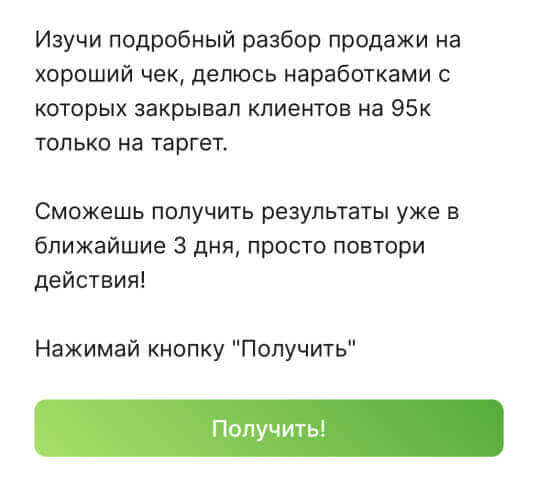 Изучи подробный разбор продажи на
хороший чек, делюсь наработками с
которых закрывал клиентов на 95к
только на таргет.
Сможешь получить результаты уже в
ближайшие 3 дня, просто повтори
действия!
Нажимай кнопку "Получить"
Получить!